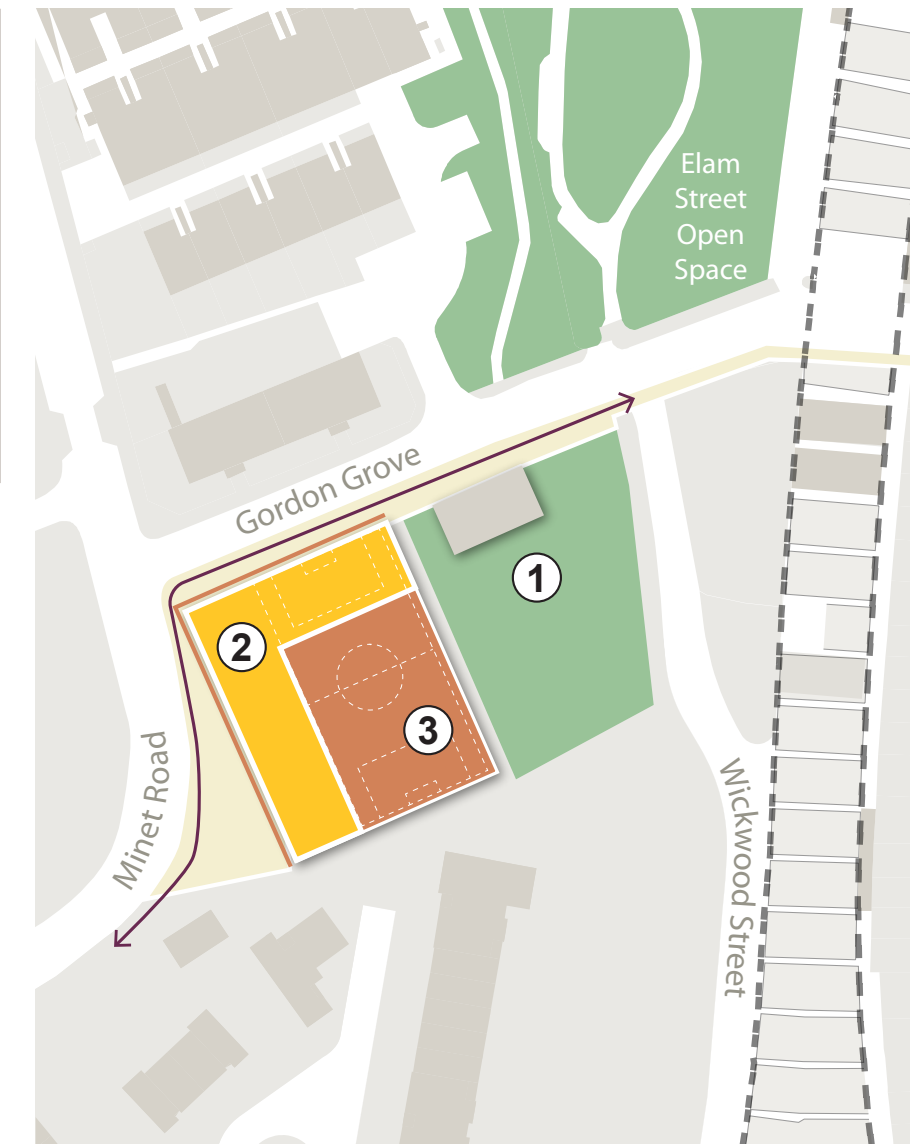 Elam
Street
Open
Space
Gordon Grove
1
2
3
Minet Road
Wickwood Street